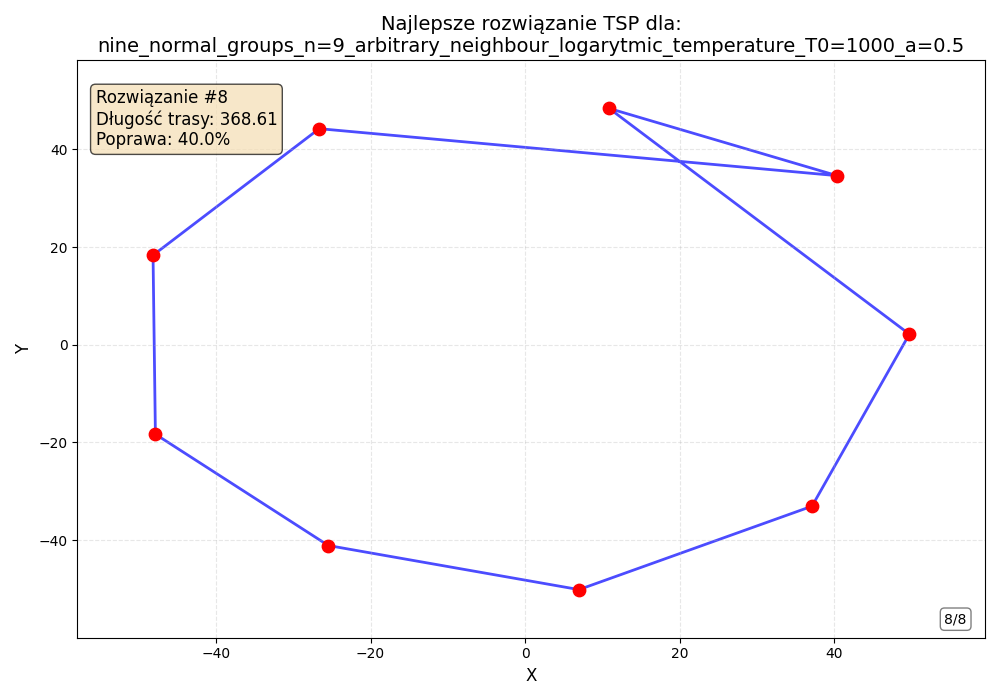 Najlepsze rozwiązanie TSP dla:
nine_normal_groups_n=9_arbitrary_neighbour_logarytmic_temperature_T0=1000_a=0.5
Rozwiązanie #8
Długość trasy: 368.61
Poprawa: 40.0%
40
20
0
−20
−40
Y
8/8
−40
−20
0
20
40
X